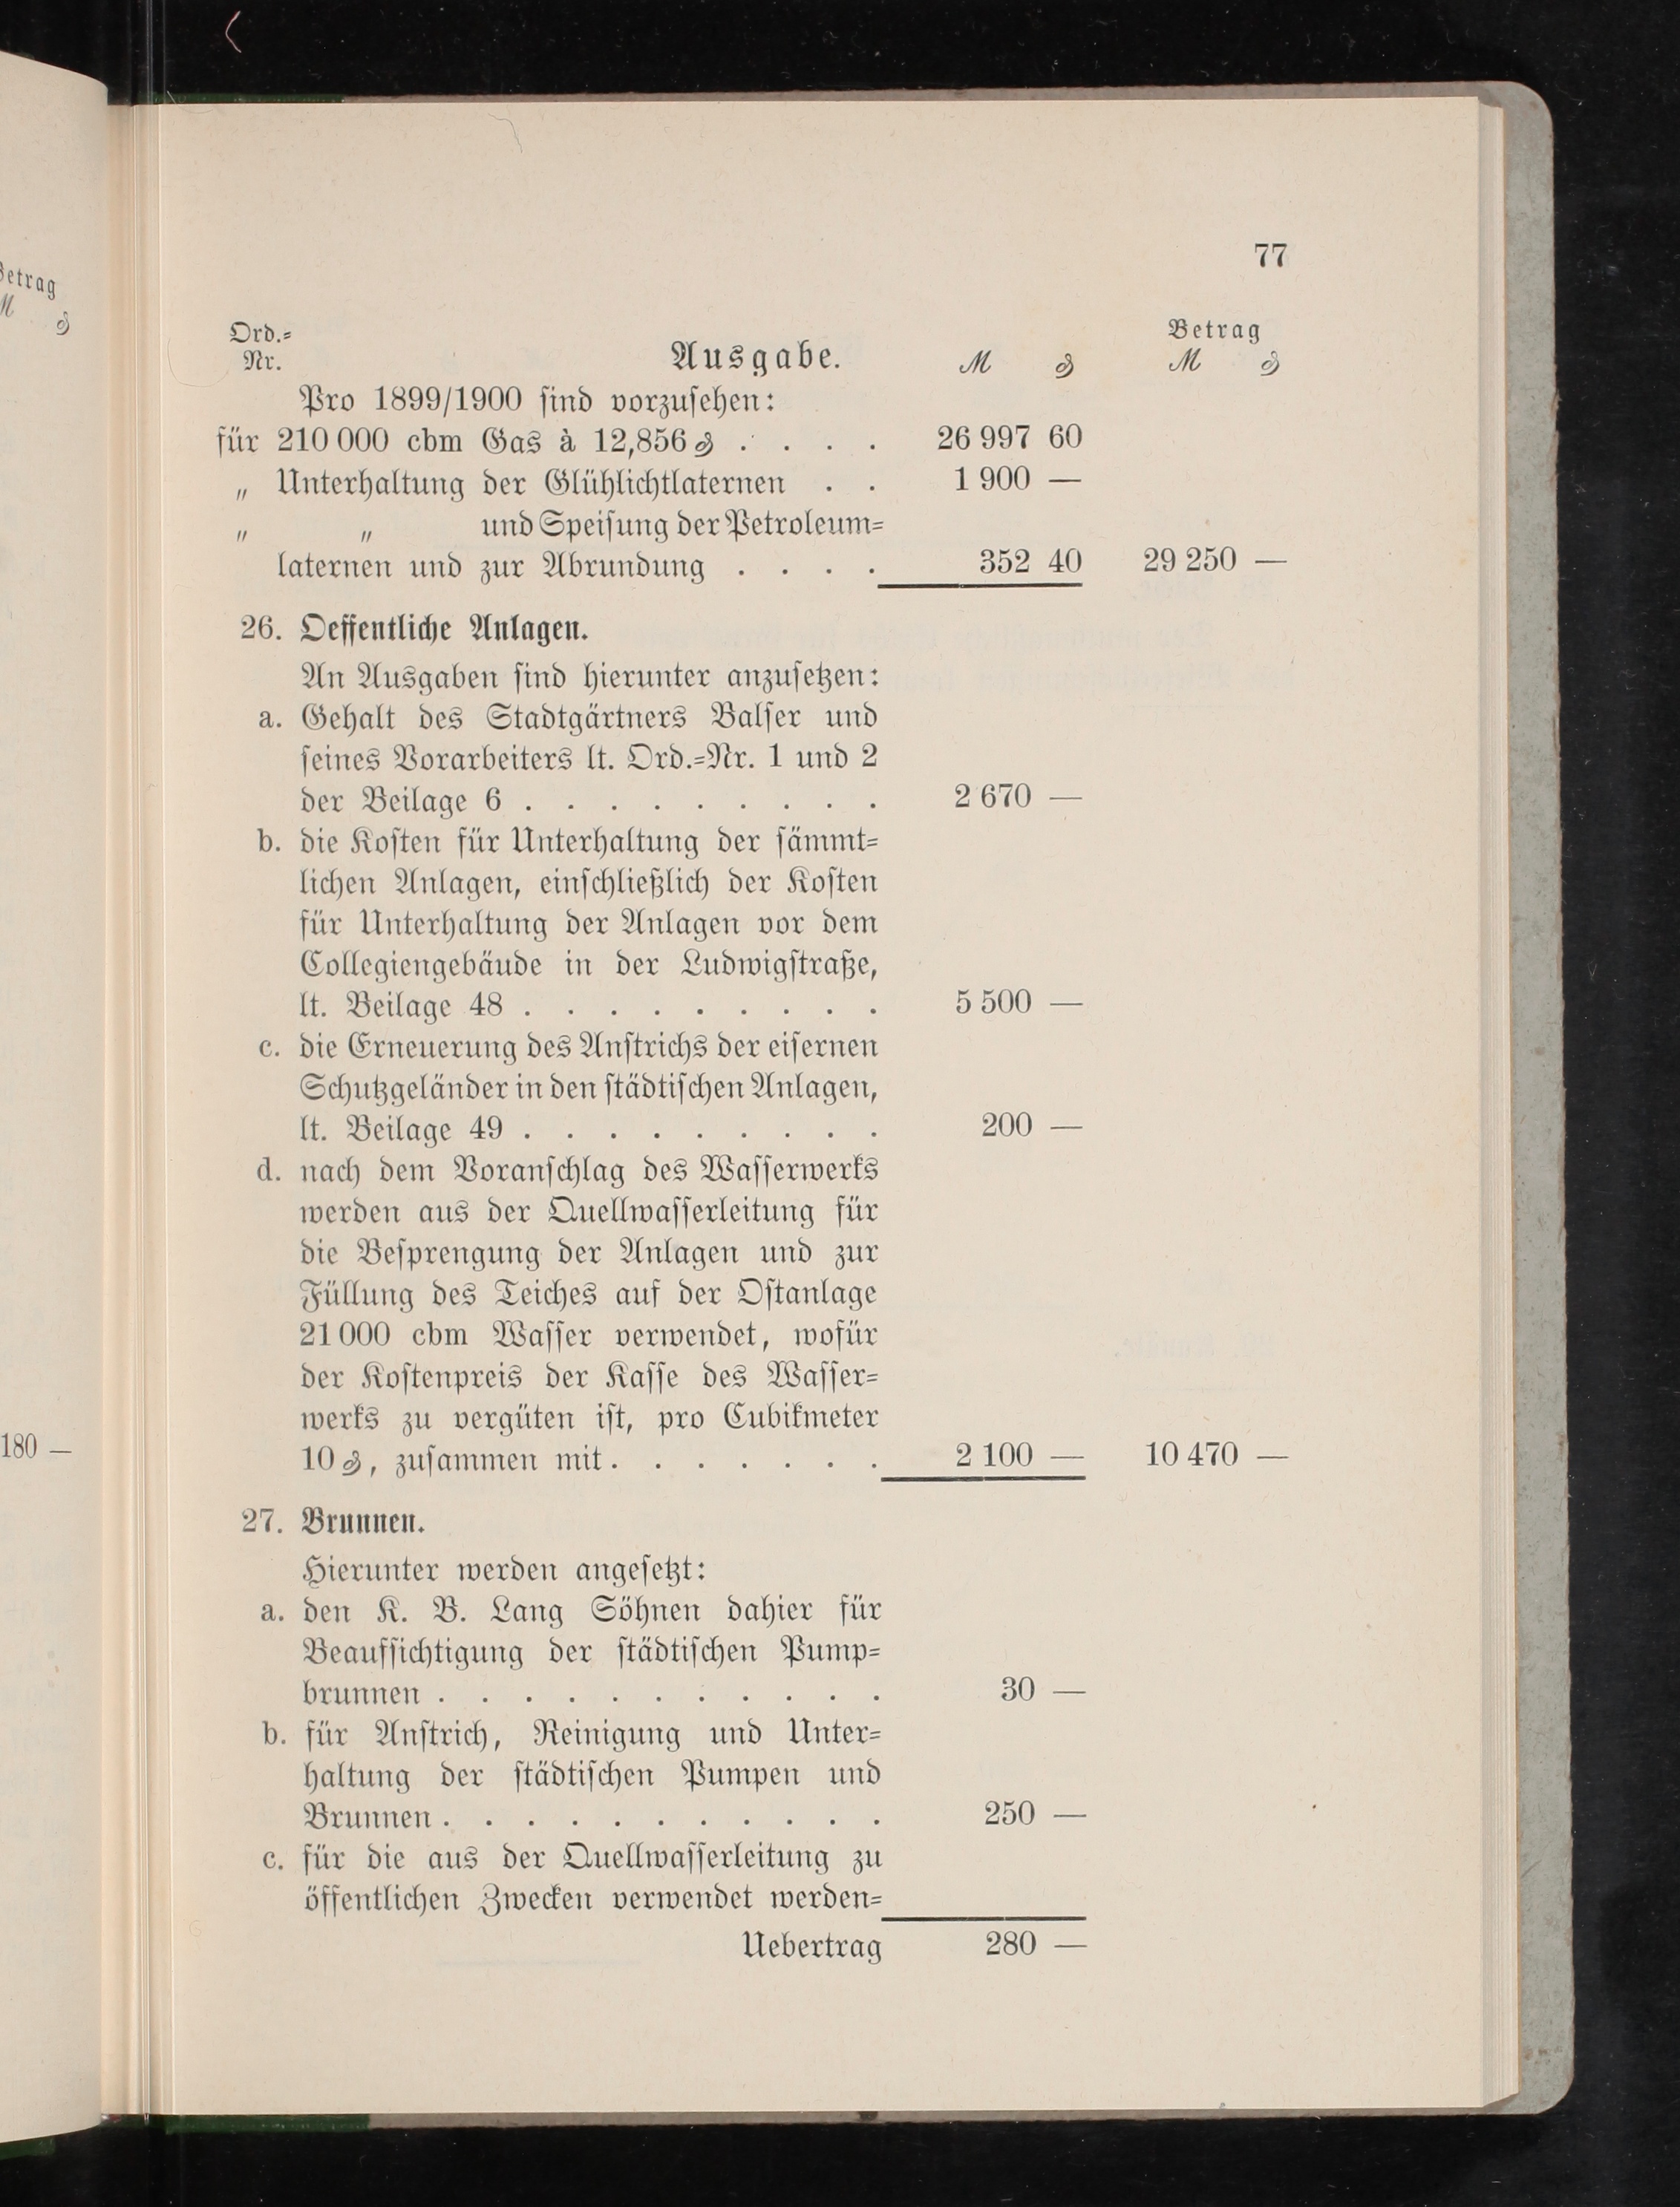 Betrag
M ₰
180 —
77
Ord.=
Nr.
Ausgabe.
M ₰
Betrag
M ₰
Pro 1899/1900 sind vorzusehen:
für 210 000 cbm Gas à 12,856 ₰ . . . . 26 997 60
„ Unterhaltung der Glühlichtlaternen . . 1 900 —
„ „ und Speisung der Petroleum=
laternen und zur Abrundung . . . . 352 40 29 250 —
26. Oeffentliche Anlagen.
An Ausgaben sind hierunter anzusetzen:
a. Gehalt des Stadtgärtners Balser und
seines Vorarbeiters lt. Ord.=Nr. 1 und 2
der Beilage 6 . . . . . . . . . 2 670 —
b. die Kosten für Unterhaltung der sämmt=
lichen Anlagen, einschließlich der Kosten
für Unterhaltung der Anlagen vor dem
Collegiengebäude in der Ludwigstraße,
lt. Beilage 48 . . . . . . . . . 5 500 —
c. die Erneuerung des Anstrichs der eisernen
Schutzgeländer in den städtischen Anlagen,
lt. Beilage 49 . . . . . . . . . 200 —
d. nach dem Voranschlag des Wasserwerks
werden aus der Quellwasserleitung für
die Besprengung der Anlagen und zur
Füllung des Teiches auf der Ostanlage
21 000 cbm Wasser verwendet, wofür
der Kostenpreis der Kasse des Wasser=
werks zu vergüten ist, pro Cubikmeter
10 ₰, zusammen mit . . . . . . . 2 100 — 10 470 —
27. Brunnen.
Hierunter werden angesetzt:
a. den K. B. Lang Söhnen dahier für
Beaufsichtigung der städtischen Pump=
brunnen . . . . . . . . . . . 30 —
b. für Anstrich, Reinigung und Unter=
haltung der städtischen Pumpen und
Brunnen . . . . . . . . . . . 250 —
c. für die aus der Quellwasserleitung zu
öffentlichen Zwecken verwendet werden=
Uebertrag 280 —